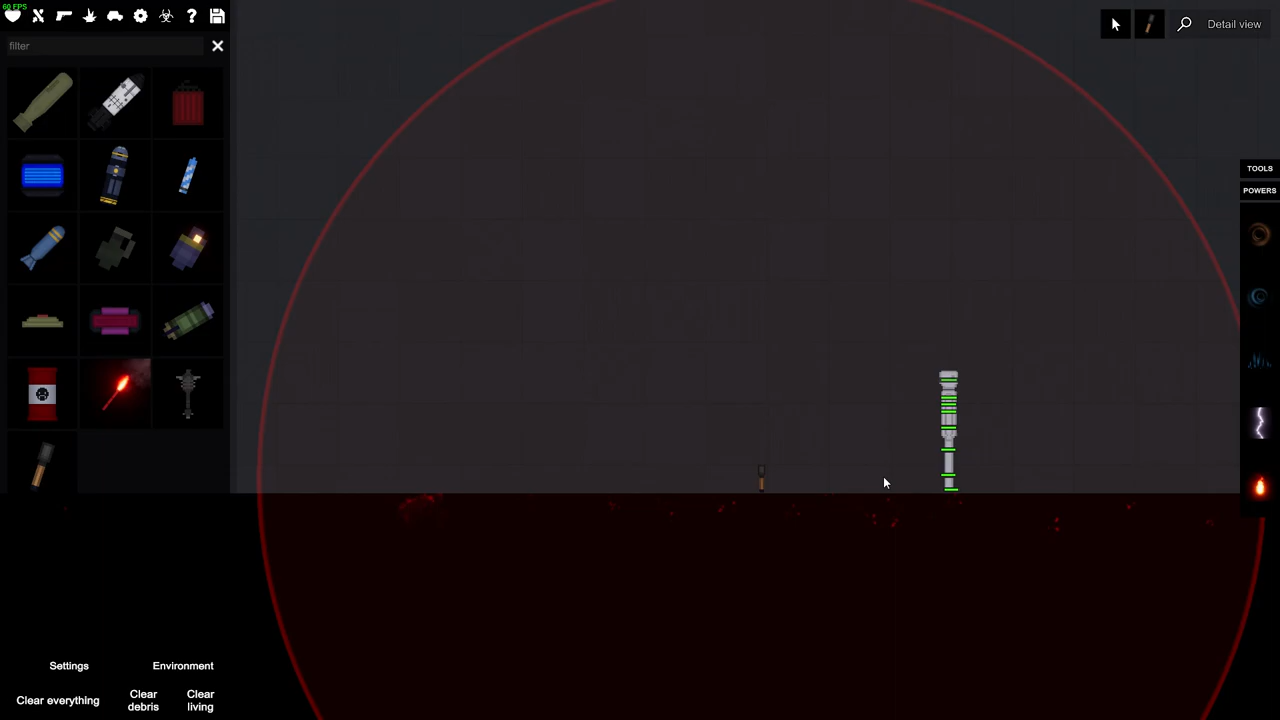 60 FPS
?
filter
Detail view
TOOLS
POWERS
Settings
Environment
Clear everything
Clear debris
Clear living